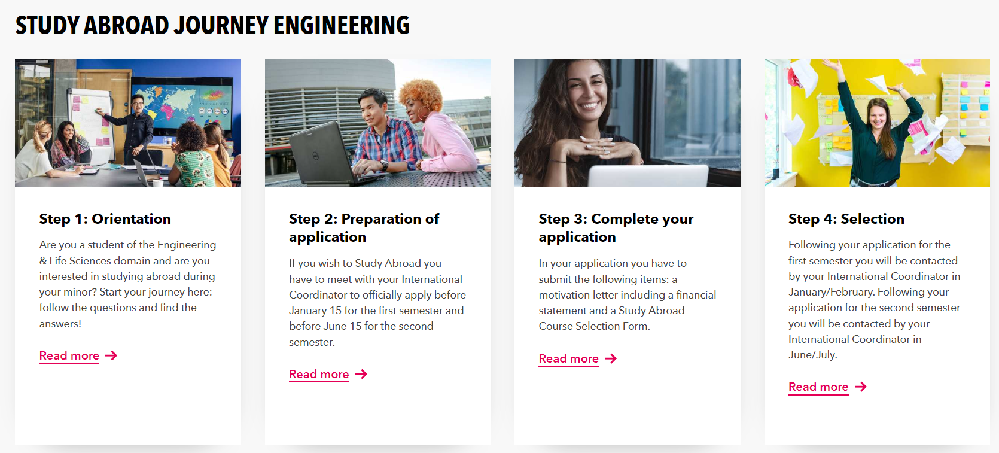 STUDY ABROAD JOURNEY ENGINEERING
Step 1: Orientation
Are you a student of the Engineering
& Life Sciences domain and are you
interested in studying abroad during
your minor? Start your journey here:
follow the questions and find the
answers!
Read more
Step 2: Preparation of
application
If you wish to Study Abroad you
have to meet with your International
Coordinator to officially apply before
January 15 for the first semester and
before June 15 for the second
semester.
Read more
Step 3: Complete your
application
In your application you have to
submit the following items: a
motivation letter including a financial
statement and a Study Abroad
Course Selection Form.
Read more
Step 4: Selection
Following your application for the
first semester you will be contacted
by your International Coordinator in
January/February. Following your
application for the second semester
you will be contacted by your
International Coordinator in
June/July.
Read more